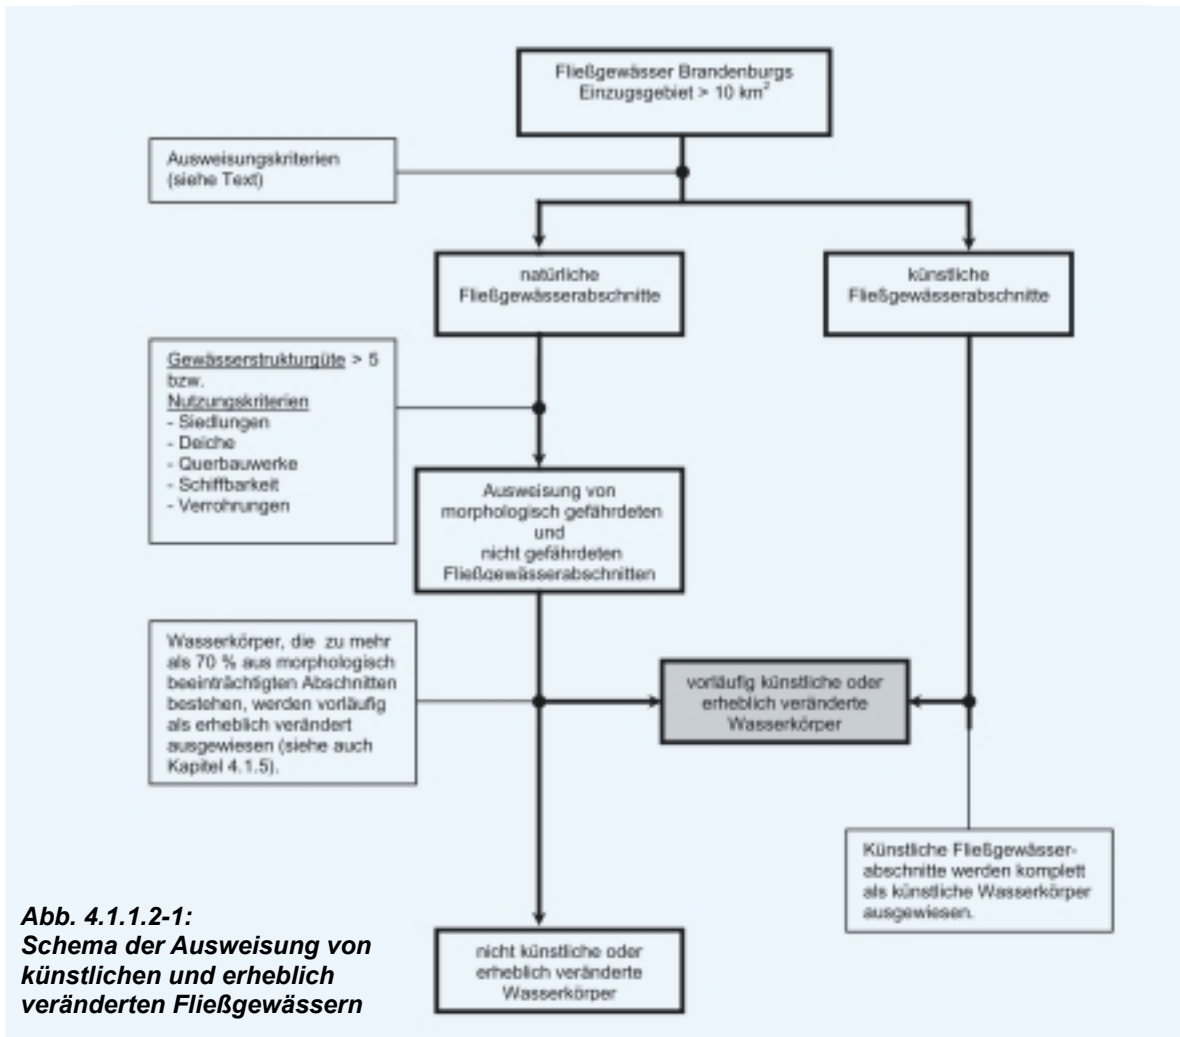 Fließgewässer Brandenburgs
Einzugsgebiet > 10 km²
Ausweisungskriterien
(siehe Text)
natürliche
Fließgewässerabschnitte
künstliche
Fließgewässerabschnitte
Gewässerstrukturgüte > 5
bzw.
Nutzungskriterien
- Siedlungen
- Deiche
- Querbauwerke
- Schiffbarkeit
- Verrohrungen
Ausweisung von
morphologisch gefährdeten
und
nicht gefährdeten
Fließgewässerabschnitten
Wasserkörper, die zu mehr
als 70 % aus morphologisch
beeinträchtigten Abschnitten
bestehen, werden vorläufig
als erheblich verändert
ausgewiesen (siehe auch
Kapitel 4.1.5).
vorläufig künstliche oder
erheblich veränderte
Wasserkörper
Künstliche Fließgewässer-
abschnitte werden komplett
als künstliche Wasserkörper
ausgewiesen.
nicht künstliche oder
erheblich veränderte
Wasserkörper
Abb. 4.1.1.2-1:
Schema der Ausweisung von
künstlichen und erheblich
veränderten Fließgewässern